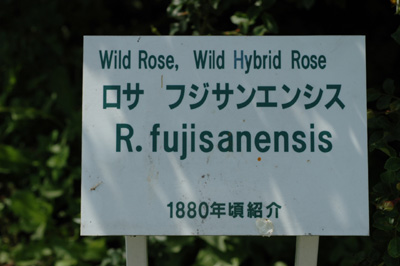 Wild Rose, Wild Hybrid Rose
ロサ フジサンエンシス
R. fujisanensis
1880年頃紹介